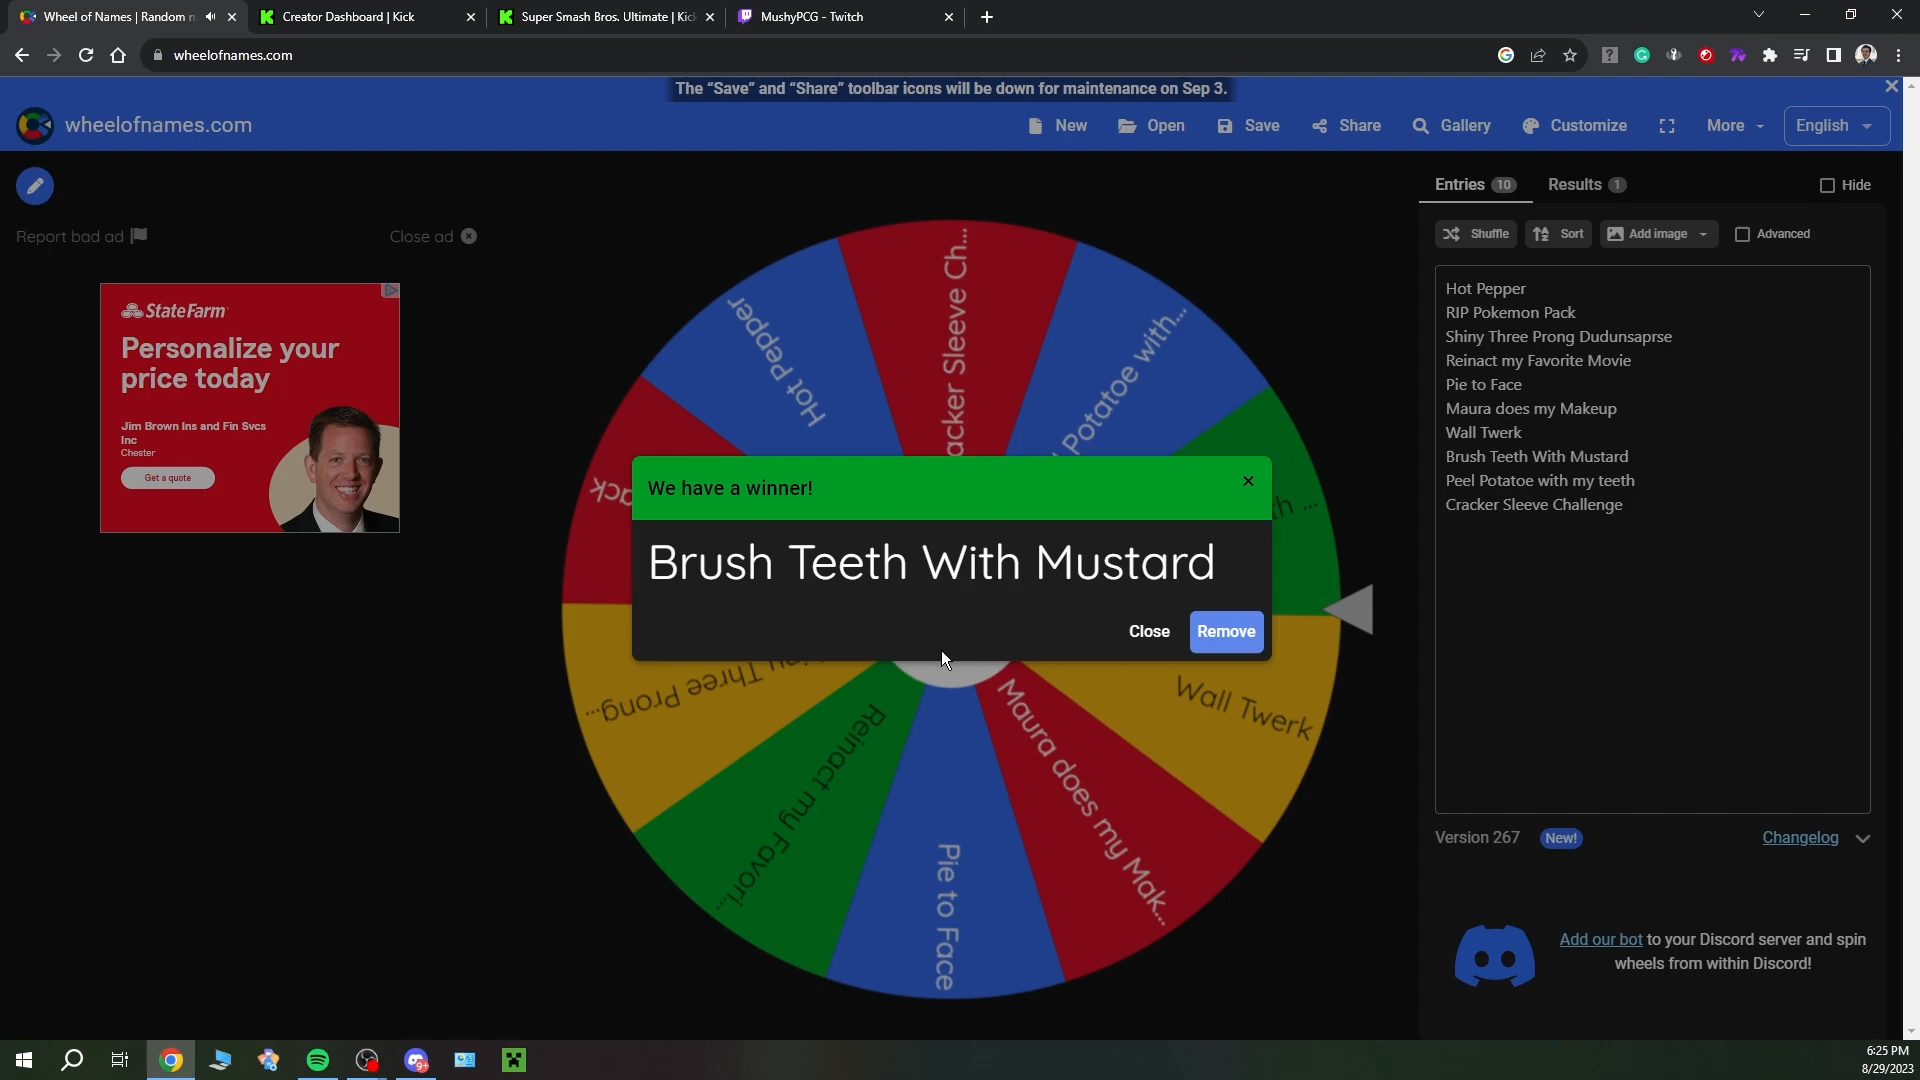 Wheel of Names | Random n
Creator Dashboard | Kick
Super Smash Bros. Ultimate | Kic
MushyPCG - Twitch
wheelofnames.com
The “Save” and “Share” toolbar icons will be down for maintenance on Sep 3.
wheelofnames.com
New
Open
Save
Share
Gallery
Customize
More
English
Report bad ad
Close ad
StateFarm
Personalize your
price today
Jim Brown Ins and Fin Svcs
Inc
Chester
Get a quote
Hot Pepper
acker Sleeve Ch...
Potatoe with...
th ...
Wall Twerk
Maura does my Mak...
Pie to Face
Reinact my Favori...
Three Prong...
ack
We have a winner!
Brush Teeth With Mustard
Close
Remove
Entries 10
Results 1
Hide
Shuffle
Sort
Add image
Advanced
Hot Pepper
RIP Pokemon Pack
Shiny Three Prong Dudunsaprse
Reinact my Favorite Movie
Pie to Face
Maura does my Makeup
Wall Twerk
Brush Teeth With Mustard
Peel Potatoe with my teeth
Cracker Sleeve Challenge
Version 267
New!
Changelog
Add our bot to your Discord server and spin
wheels from within Discord!
9+
6:25 PM
8/29/2023